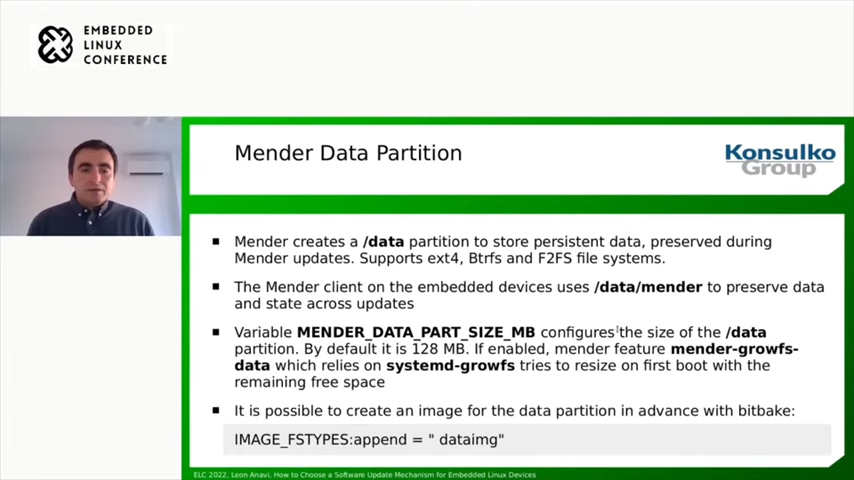 EMBEDDED
LINUX
CONFERENCE
Mender Data Partition
Konsulko
Group
Mender creates a /data partition to store persistent data, preserved during
Mender updates. Supports ext4, Btrfs and F2FS file systems.
The Mender client on the embedded devices uses /data/mender to preserve data
and state across updates
Variable MENDER_DATA_PART_SIZE_MB configures the size of the /data
partition. By default it is 128 MB. If enabled, mender feature mender-growfs-
data which relies on systemd-growfs tries to resize on first boot with the
remaining free space
It is possible to create an image for the data partition in advance with bitbake:
IMAGE_FSTYPES:append = " dataimg"
ELC 2022, Leon Anavi, How to Choose a Software Update Mechanism for Embedded Linux Devices